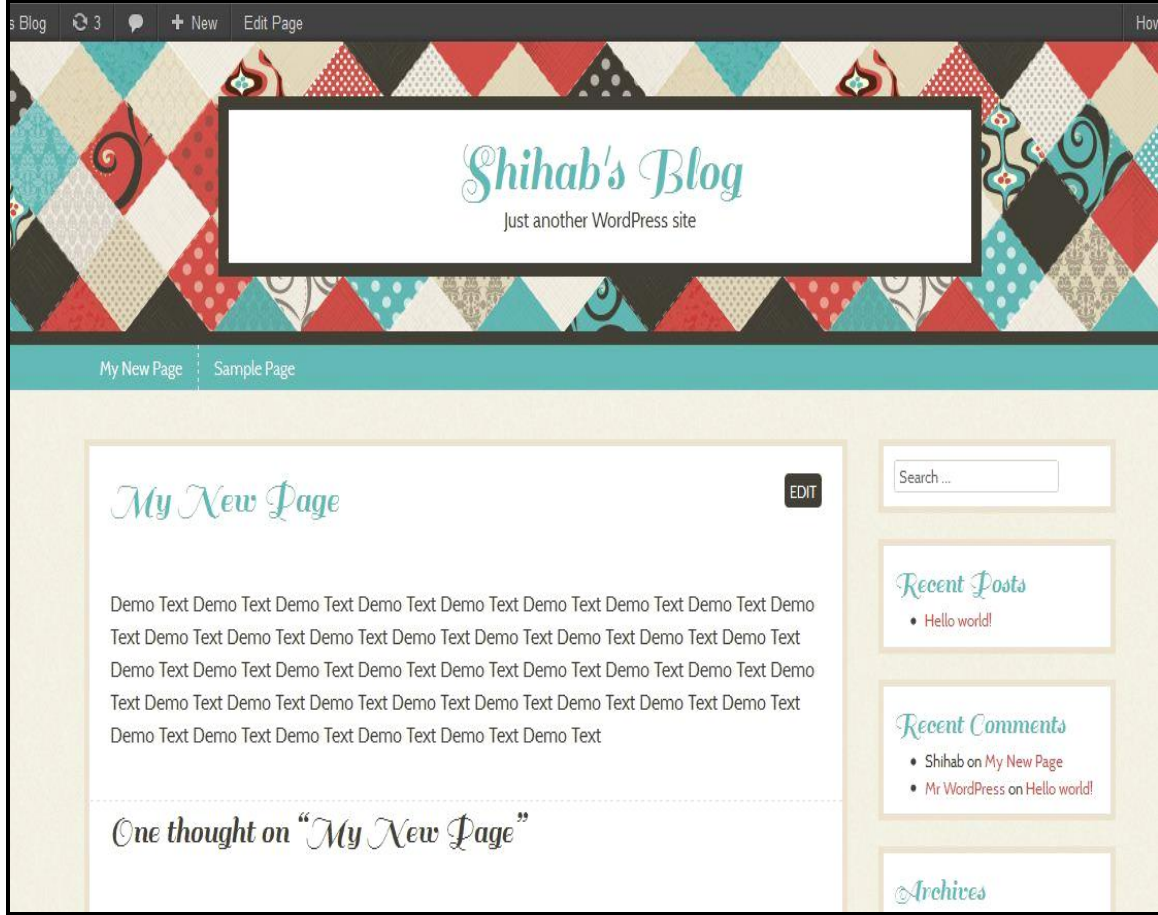 s Blog 3 + New Edit Page How
Shihab's Blog
Just another WordPress site
My New Page Sample Page
My New Page EDIT
Demo Text Demo Text Demo Text Demo Text Demo Text Demo Text Demo Text Demo Text Demo
Text Demo Text Demo Text Demo Text Demo Text Demo Text Demo Text Demo Text Demo Text
Demo Text Demo Text Demo Text Demo Text Demo Text Demo Text Demo Text Demo Text Demo
Text Demo Text Demo Text Demo Text Demo Text Demo Text Demo Text Demo Text Demo Text
Demo Text Demo Text Demo Text Demo Text Demo Text Demo Text
One thought on “My New Page”
Search ...
Recent Posts
Hello world!
Recent Comments
Shihab on My New Page
Mr WordPress on Hello world!
Archives